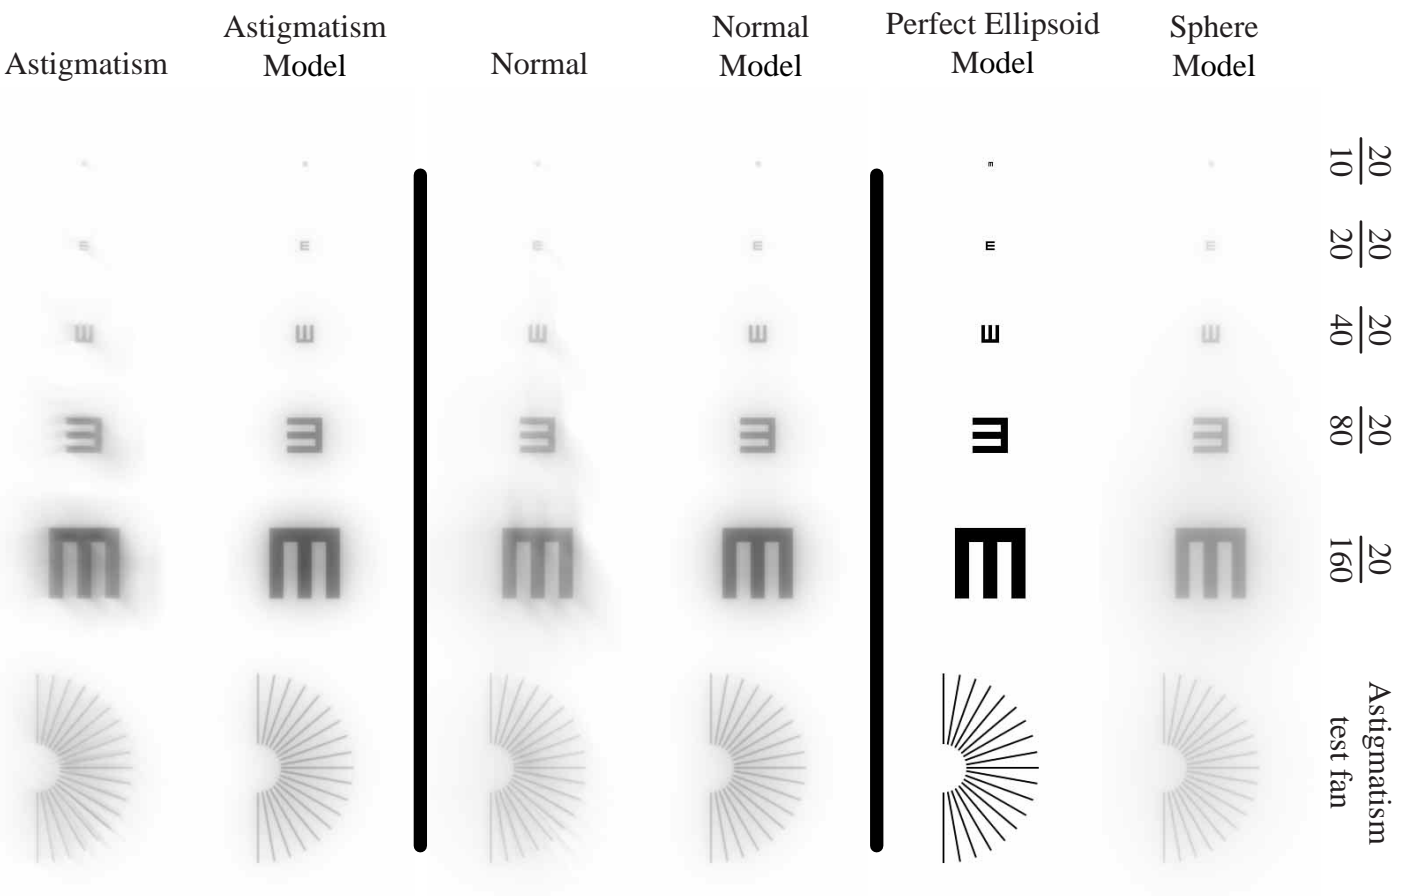 Astigmatism
Astigmatism
Model
Normal
Normal
Model
Perfect Ellipsoid
Model
Sphere
Model
20
10
20
20
20
40
20
80
20
160
Astigmatism
test fan